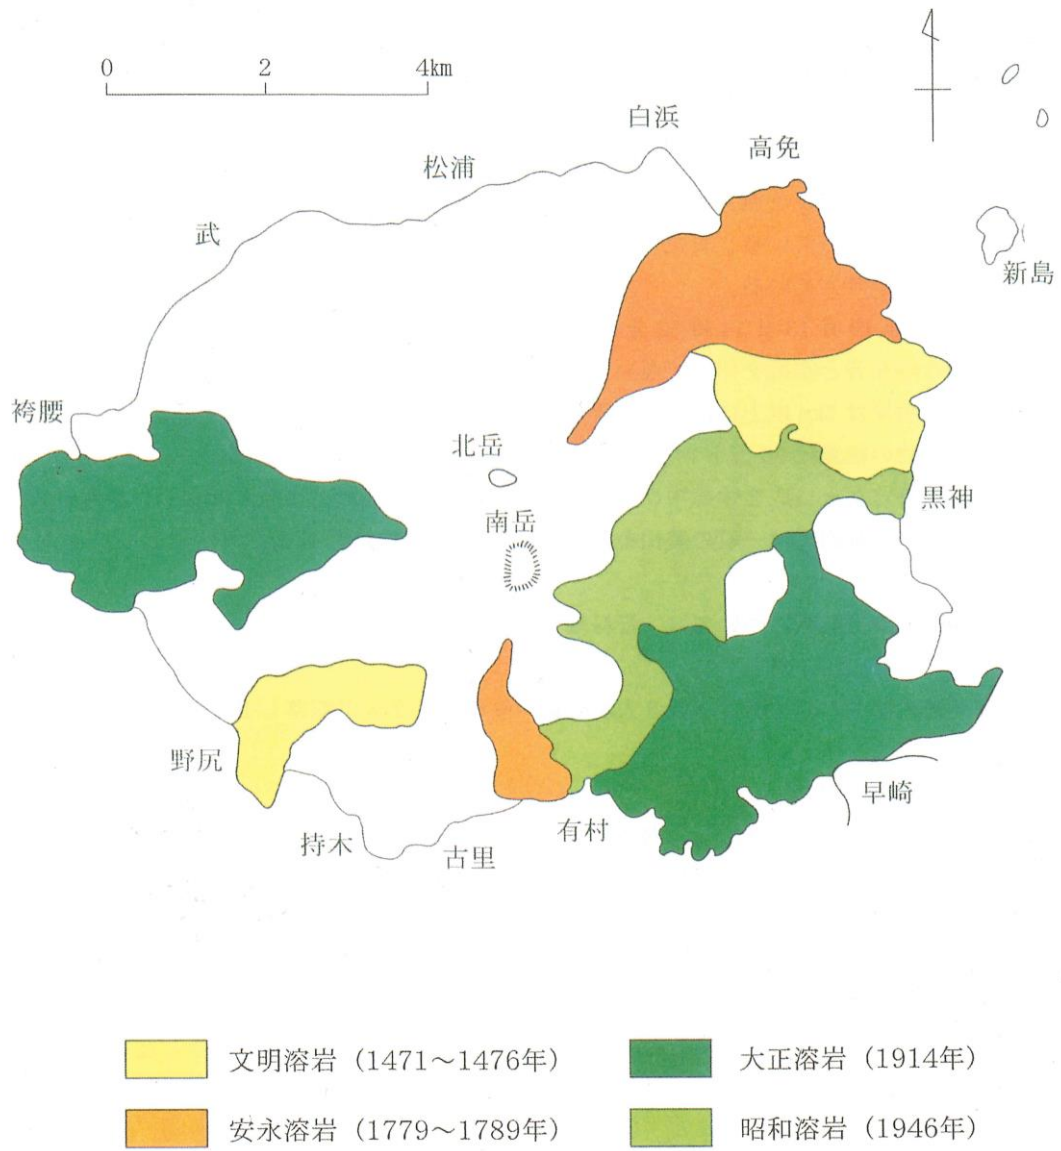 0 2 4km
白浜
高免
松浦
武
新島
袴腰
北岳
黒神
南岳
野尻
早崎
有村
持木
古里
文明溶岩（1471～1476年）
大正溶岩（1914年）
安永溶岩（1779～1789年）
昭和溶岩（1946年）